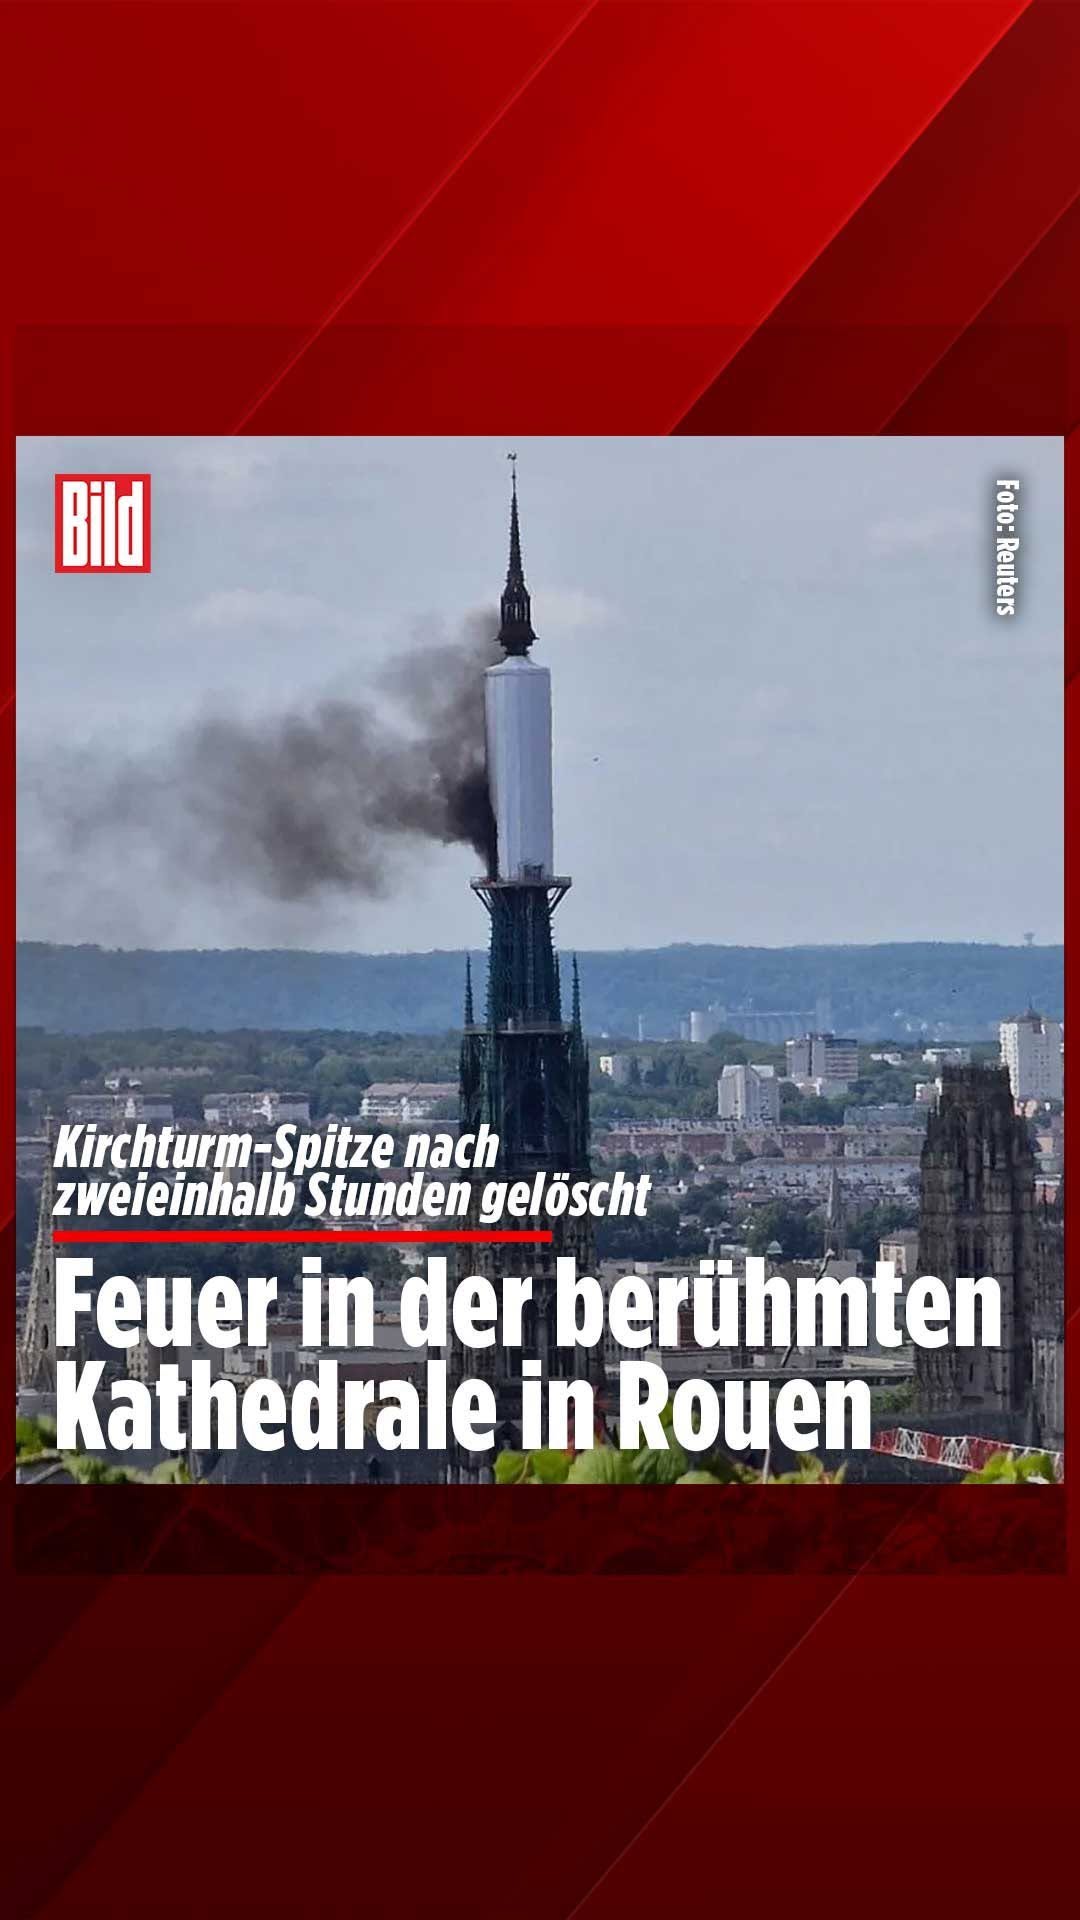 Bild
Foto: Reuters
Kirchturm-Spitze nach
zweieinhalb Stunden gelöscht
Feuer in der berühmten
Kathedrale in Rouen